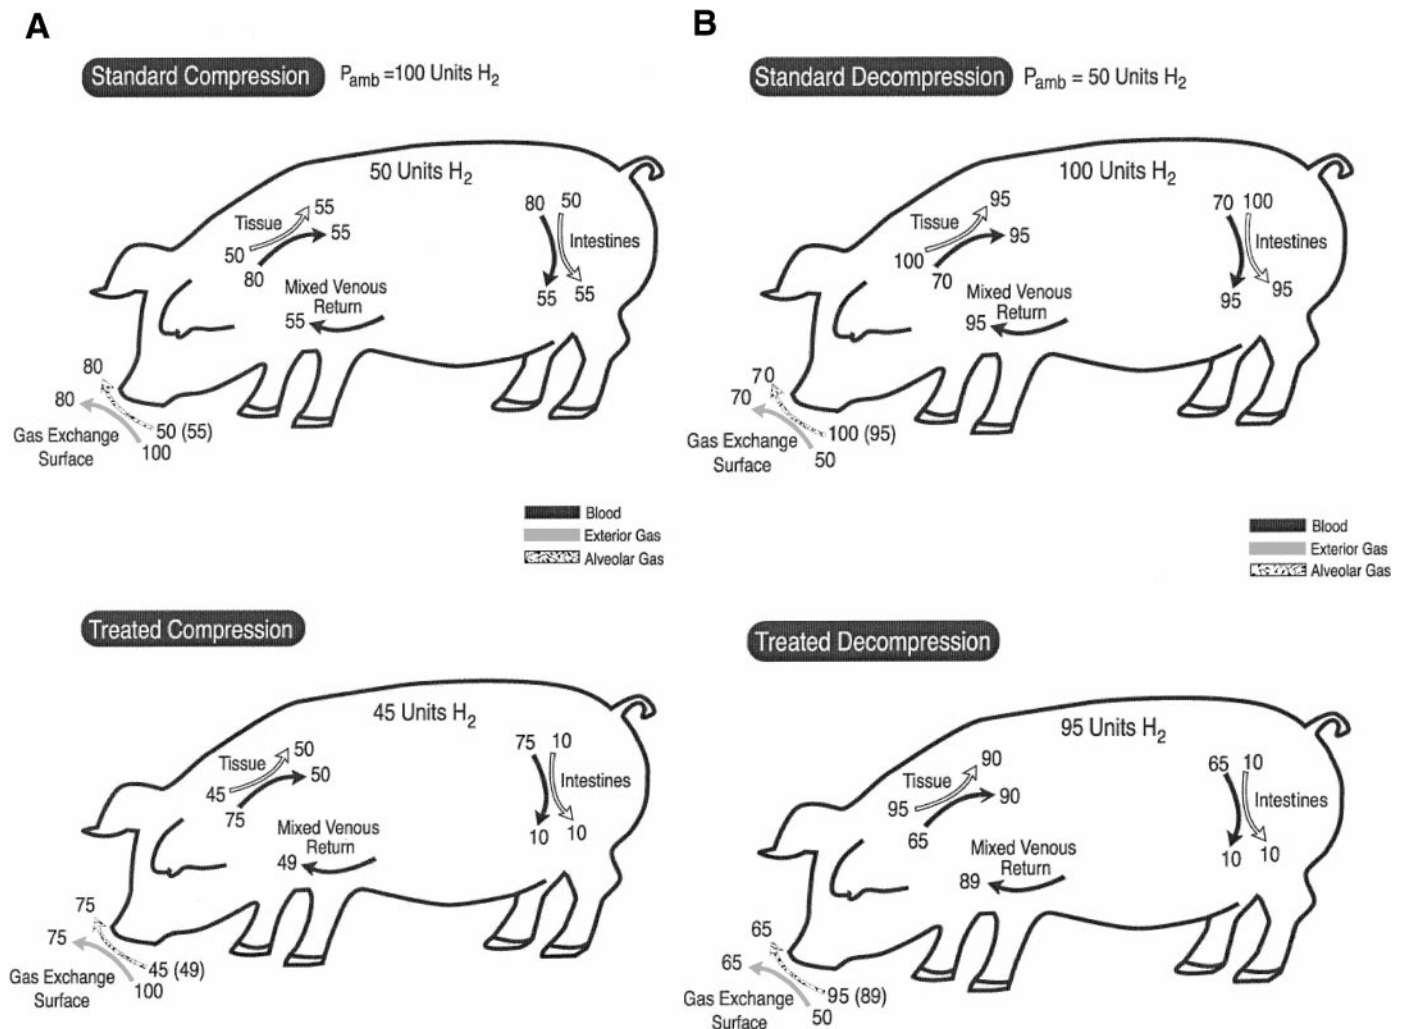 A
Standard Compression
P_amb =100 Units H₂
50 Units H₂
55
Tissue
55
50
80
80 50
Intestines
55 55
Mixed Venous
Return
55
80
80
50 (55)
Gas Exchange
Surface
100
Blood
Exterior Gas
Alveolar Gas
B
Standard Decompression
P_amb = 50 Units H₂
100 Units H₂
95
Tissue
95
100
70
70 100
Intestines
95 95
Mixed Venous
Return
95
70
70
100 (95)
Gas Exchange
Surface
50
Blood
Exterior Gas
Alveolar Gas
Treated Compression
45 Units H₂
50
Tissue
50
45
75
75 10
Intestines
10 10
Mixed Venous
Return
49
75
75
45 (49)
Gas Exchange
Surface
100
Treated Decompression
95 Units H₂
90
Tissue
90
95
65
65 10
Intestines
10 10
Mixed Venous
Return
89
65
65
95 (89)
Gas Exchange
Surface
50